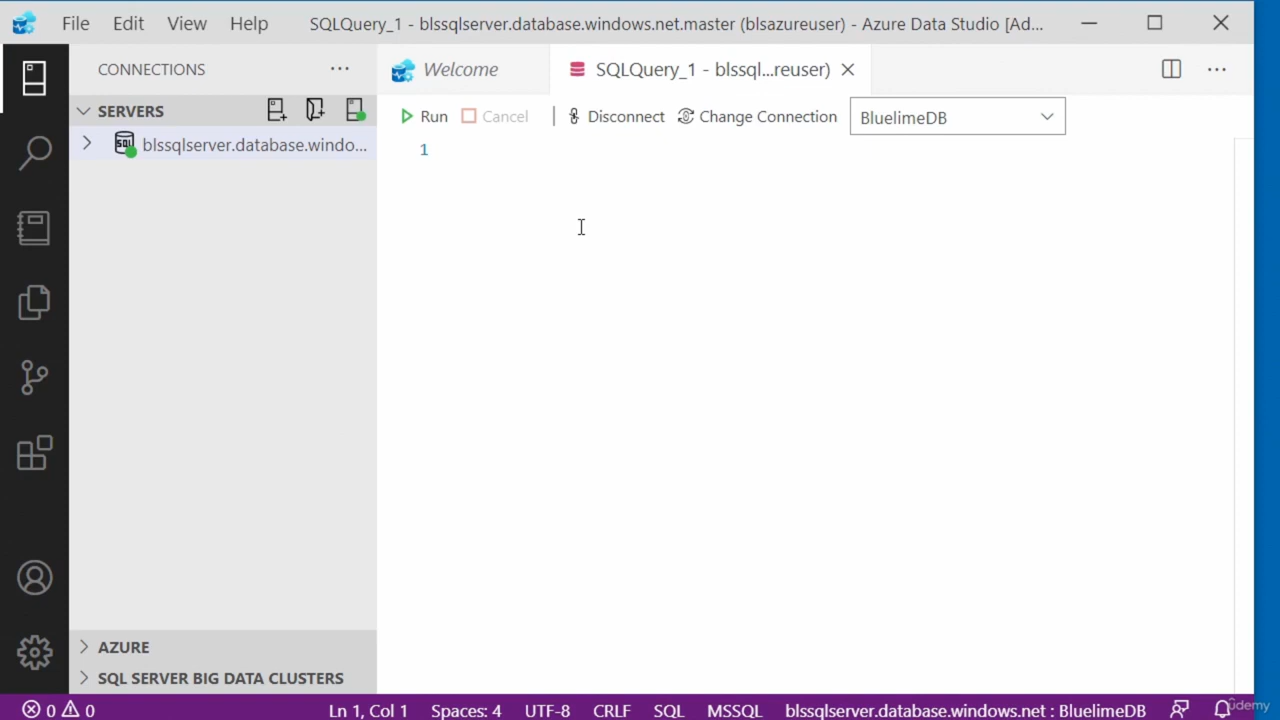 File Edit View Help SQLQuery_1 - blssqlserver.database.windows.net.master (blsazureuser) - Azure Data Studio [Ad...
CONNECTIONS
Welcome
SQLQuery_1 - blssql...reuser)
SERVERS
Run Cancel Disconnect Change Connection BluelimeDB
blssqlserver.database.windo...
1
AZURE
SQL SERVER BIG DATA CLUSTERS
0 0 Ln 1, Col 1 Spaces: 4 UTF-8 CRLF SQL MSSQL blssqlserver.database.windows.net : BluelimeDB
udemy